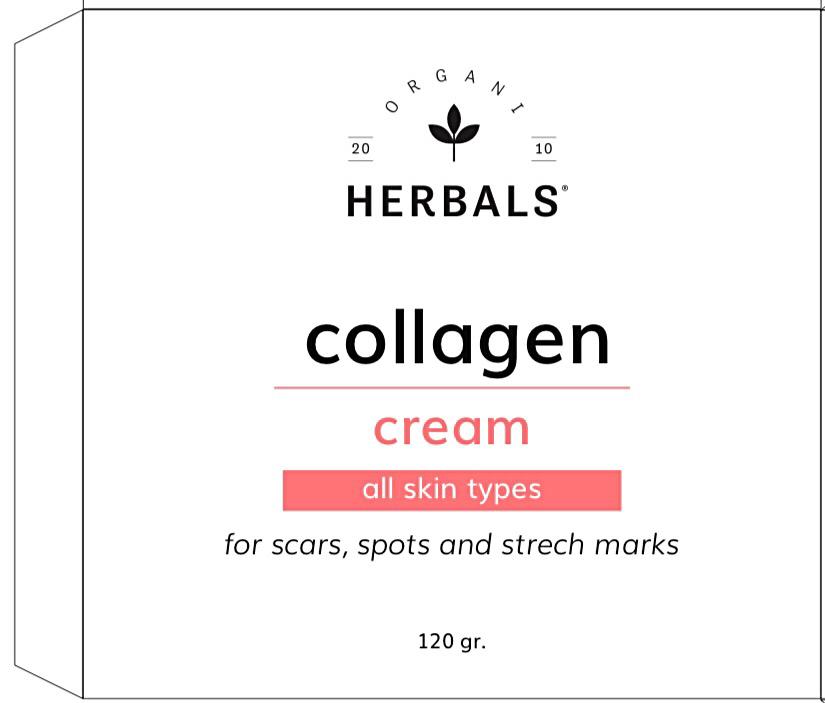 ORGANI
20 10
HERBALS®
collagen
cream
all skin types
for scars, spots and strech marks
120 gr.